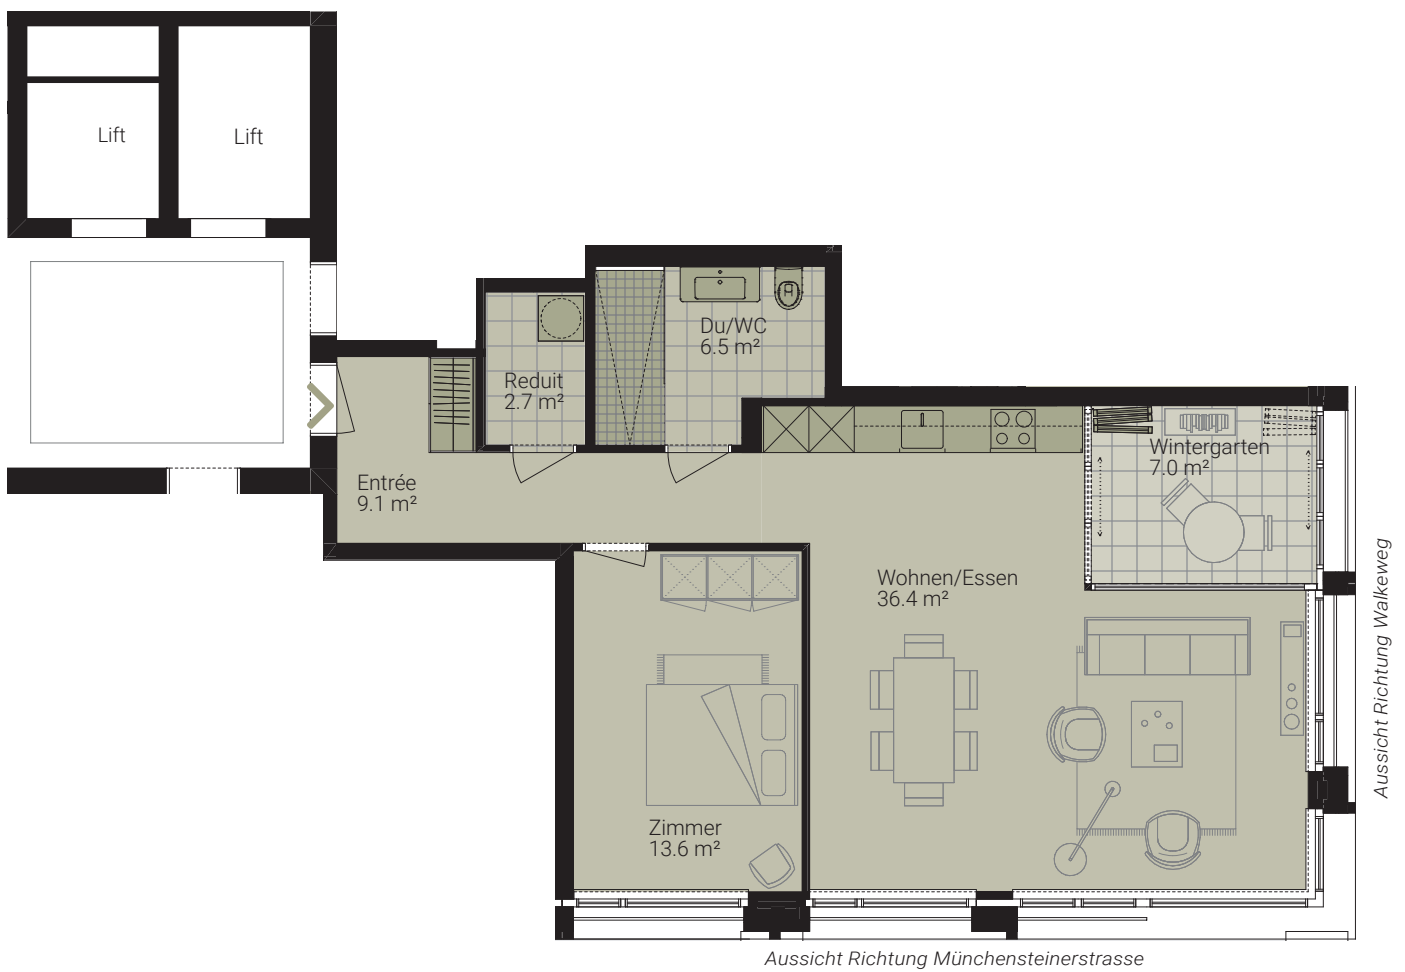 Lift
Lift
Du/WC
6.5 m²
Reduit
2.7 m²
Wintergarten
7.0 m²
Entrée
9.1 m²
Wohnen/Essen
36.4 m²
Zimmer
13.6 m²
Aussicht Richtung Walkeweg
Aussicht Richtung Münchensteinerstrasse